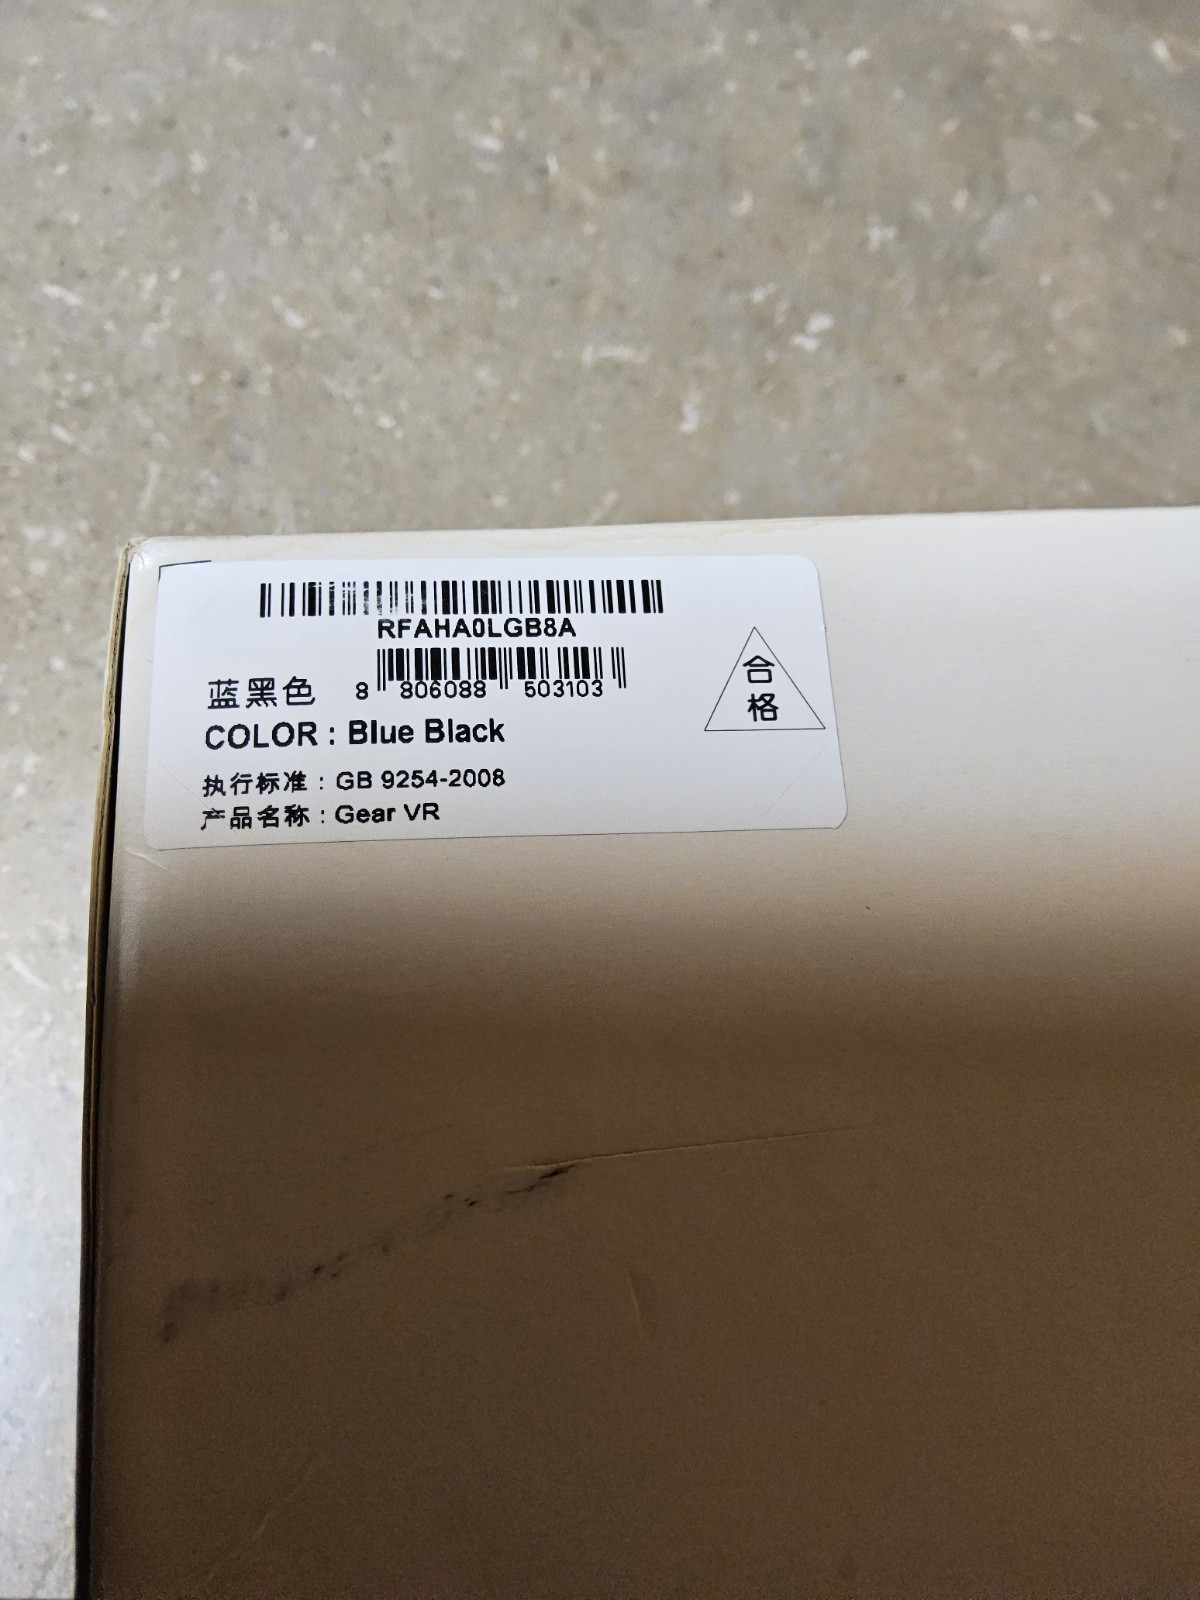 RFAHA0LGB8A
蓝黑色 8 806088 503103
COLOR : Blue Black
执行标准 : GB 9254-2008
产品名称 : Gear VR
合
格